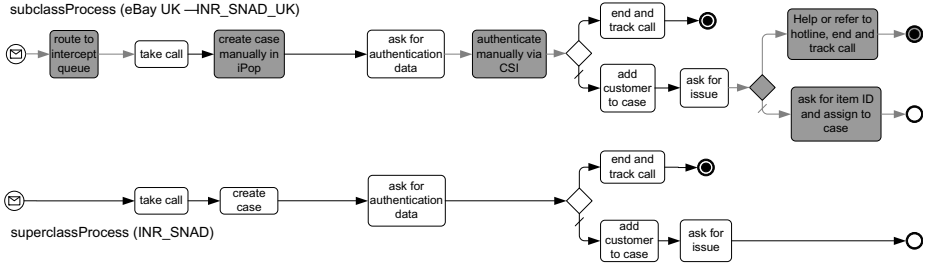 subclassProcess (eBay UK —INR_SNAD_UK)
route to
intercept
queue
take call
create case
manually in
iPop
ask for
authentication
data
authenticate
manually via
CSI
end and
track call
add
customer
to case
ask for
issue
Help or refer to
hotline, end and
track call
ask for item ID
and assign to
case
take call
create
case
ask for
authentication
data
end and
track call
add
customer
to case
ask for
issue
superclassProcess (INR_SNAD)